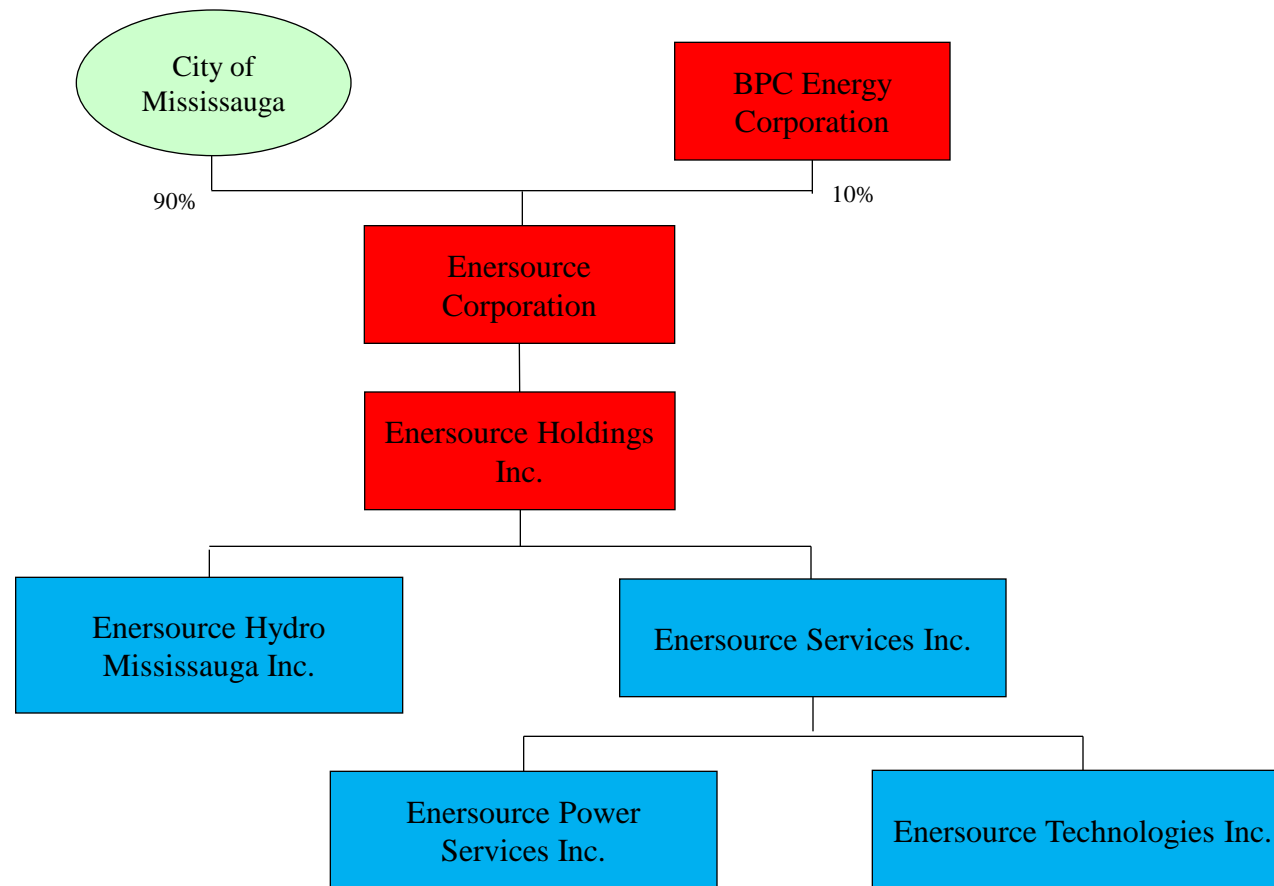 City of
Mississauga
BPC Energy
Corporation
90%
10%
Enersource
Corporation
Enersource Holdings
Inc.
Enersource Hydro
Mississauga Inc.
Enersource Services Inc.
Enersource Power
Services Inc.
Enersource Technologies Inc.